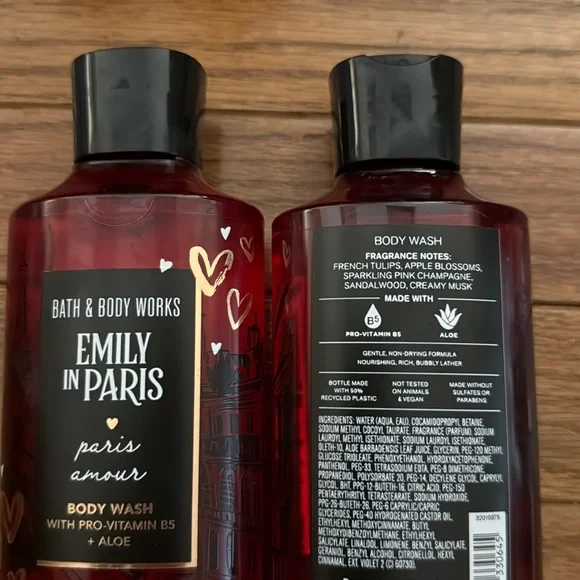 BATH & BODY WORKS
EMILY
IN PARIS
paris
amour
BODY WASH
WITH PRO-VITAMIN B5
+ ALOE
BODY WASH
FRAGRANCE NOTES:
FRENCH TULIPS, APPLE BLOSSOMS,
SPARKLING PINK CHAMPAGNE,
SANDALWOOD, CREAMY MUSK
MADE WITH
B5
PRO-VITAMIN B5
ALOE
GENTLE, NON-DRYING FORMULA
NOURISHING, RICH, BUBBLY LATHER
BOTTLE MADE
WITH 50%
RECYCLED PLASTIC
NOT TESTED
ON ANIMALS
& VEGAN
MADE WITHOUT
SULFATES OR
PARABENS
INGREDIENTS: WATER (AQUA, EAU), COCAMIDOPROPYL BETAINE,
SODIUM METHYL COCOYL TAURATE, FRAGRANCE (PARFUM), SODIUM
LAUROYL METHYL ISETHIONATE, SODIUM LAUROYL ISETHIONATE,
OLETH-10, ALOE BARBADENSIS LEAF JUICE, GLYCERIN, PEG-120 METHYL
GLUCOSE TRIOLEATE, PHENOXYETHANOL, HYDROXYACETOPHENONE,
PANTHENOL, PEG-33, TETRASODIUM EDTA, PEG-8 DIMETHICONE,
PROPANEDIOL, POLYSORBATE 20, PEG-14, DECYLENE GLYCOL, CAPRYLYL
GLYCOL, BHT, PPG-12-BUTETH-16, CITRIC ACID, PEG-150
PENTAERYTHRITYL TETRASTEARATE, SODIUM HYDROXIDE,
PPG-26-BUTETH-26, PEG-6 CAPRYLIC/CAPRIC
GLYCERIDES, PEG-40 HYDROGENATED CASTOR OIL,
ETHYLHEXYL METHOXYCINNAMATE, BUTYL
METHOXYDIBENZOYLMETHANE, ETHYLHEXYL
SALICYLATE, LINALOOL, LIMONENE, BENZYL SALICYLATE,
GERANIOL, BENZYL ALCOHOL, CITRONELLOL, HEXYL
CINNAMAL, EXT. VIOLET 2 (CI 60730).
330645